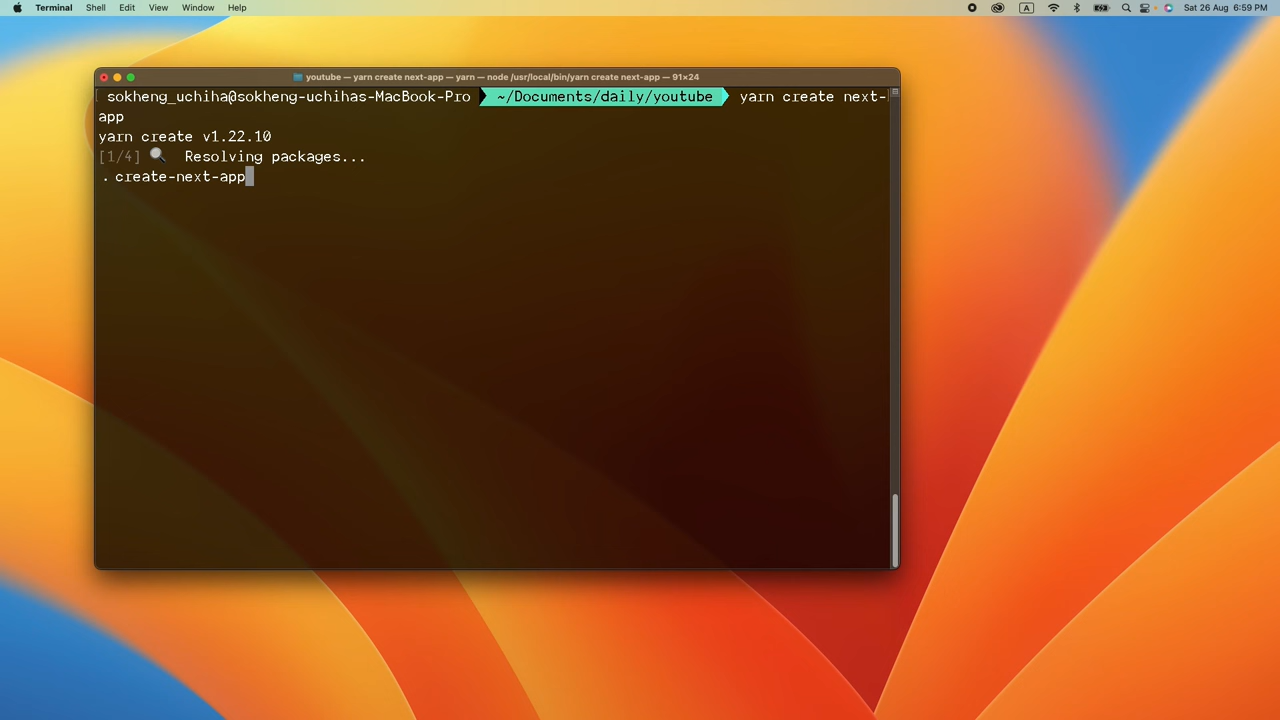 Terminal Shell Edit View Window Help A Sat 26 Aug 6:59 PM
youtube — yarn create next-app — yarn — node /usr/local/bin/yarn create next-app — 91×24
sokheng_uchiha@sokheng-uchihas-MacBook-Pro ~/Documents/daily/youtube yarn create next-
app
yarn create v1.22.10
[1/4] 🔍 Resolving packages...
. create-next-app